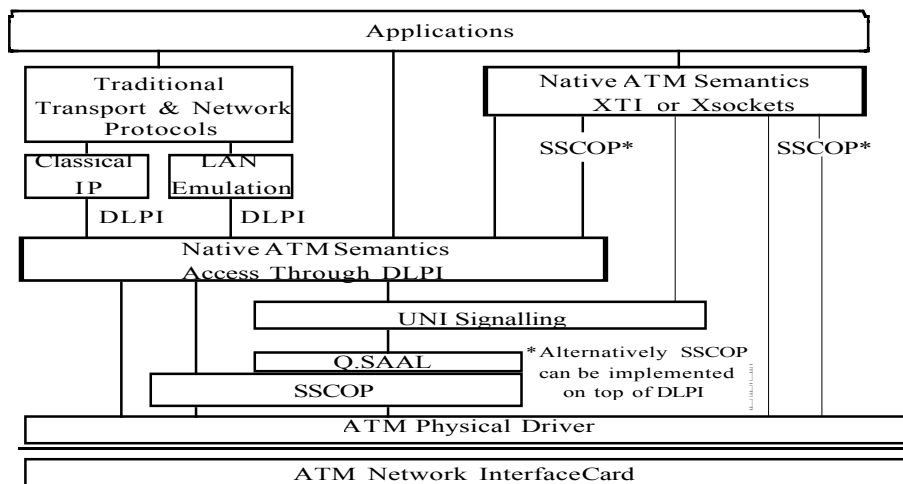 Applications
Traditional
Transport & Network
Protocols
Native ATM Semantics
XTI or Xsockets
SSCOP*
SSCOP*
Classical
IP
LAN
Emulation
DLPI
DLPI
Native ATM Semantics
Access Through DLPI
UNI Signalling
Q.SAAL
*Alternatively SSCOP
can be implemented
on top of DLPI
SSCOP
ATM Physical Driver
ATM Network InterfaceCard